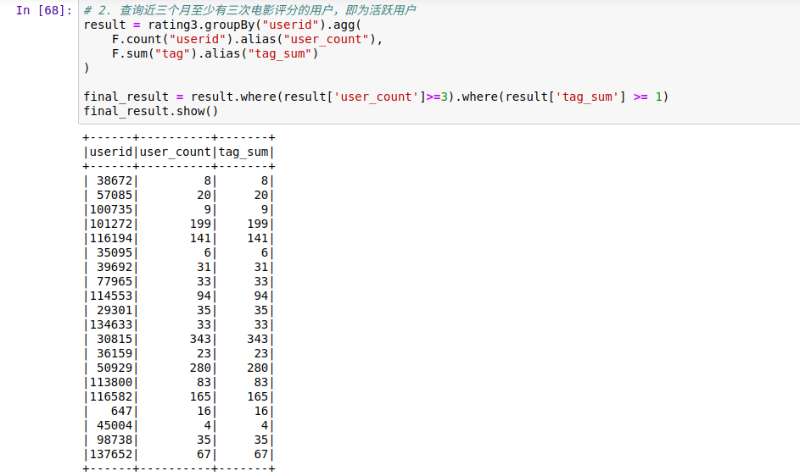 In [68]: # 2. 查询近三个月至少有三次电影评分的用户，即为活跃用户
result = rating3.groupBy("userid").agg(
    F.count("userid").alias("user_count"),
    F.sum("tag").alias("tag_sum")
)
final_result = result.where(result['user_count']>=3).where(result['tag_sum'] >= 1)
final_result.show()
+------+----------+-------+
|userid|user_count|tag_sum|
+------+----------+-------+
| 38672|         8|      8|
| 57085|        20|     20|
|100735|         9|      9|
|101272|       199|    199|
|116194|       141|    141|
| 35095|         6|      6|
| 39692|        31|     31|
| 77965|        33|     33|
|114553|        94|     94|
| 29301|        35|     35|
|134633|        33|     33|
| 30815|       343|    343|
| 36159|        23|     23|
| 50929|       280|    280|
|113800|        83|     83|
|116582|       165|    165|
|   647|        16|     16|
| 45004|         4|      4|
| 98738|        35|     35|
|137652|        67|     67|
+------+----------+-------+